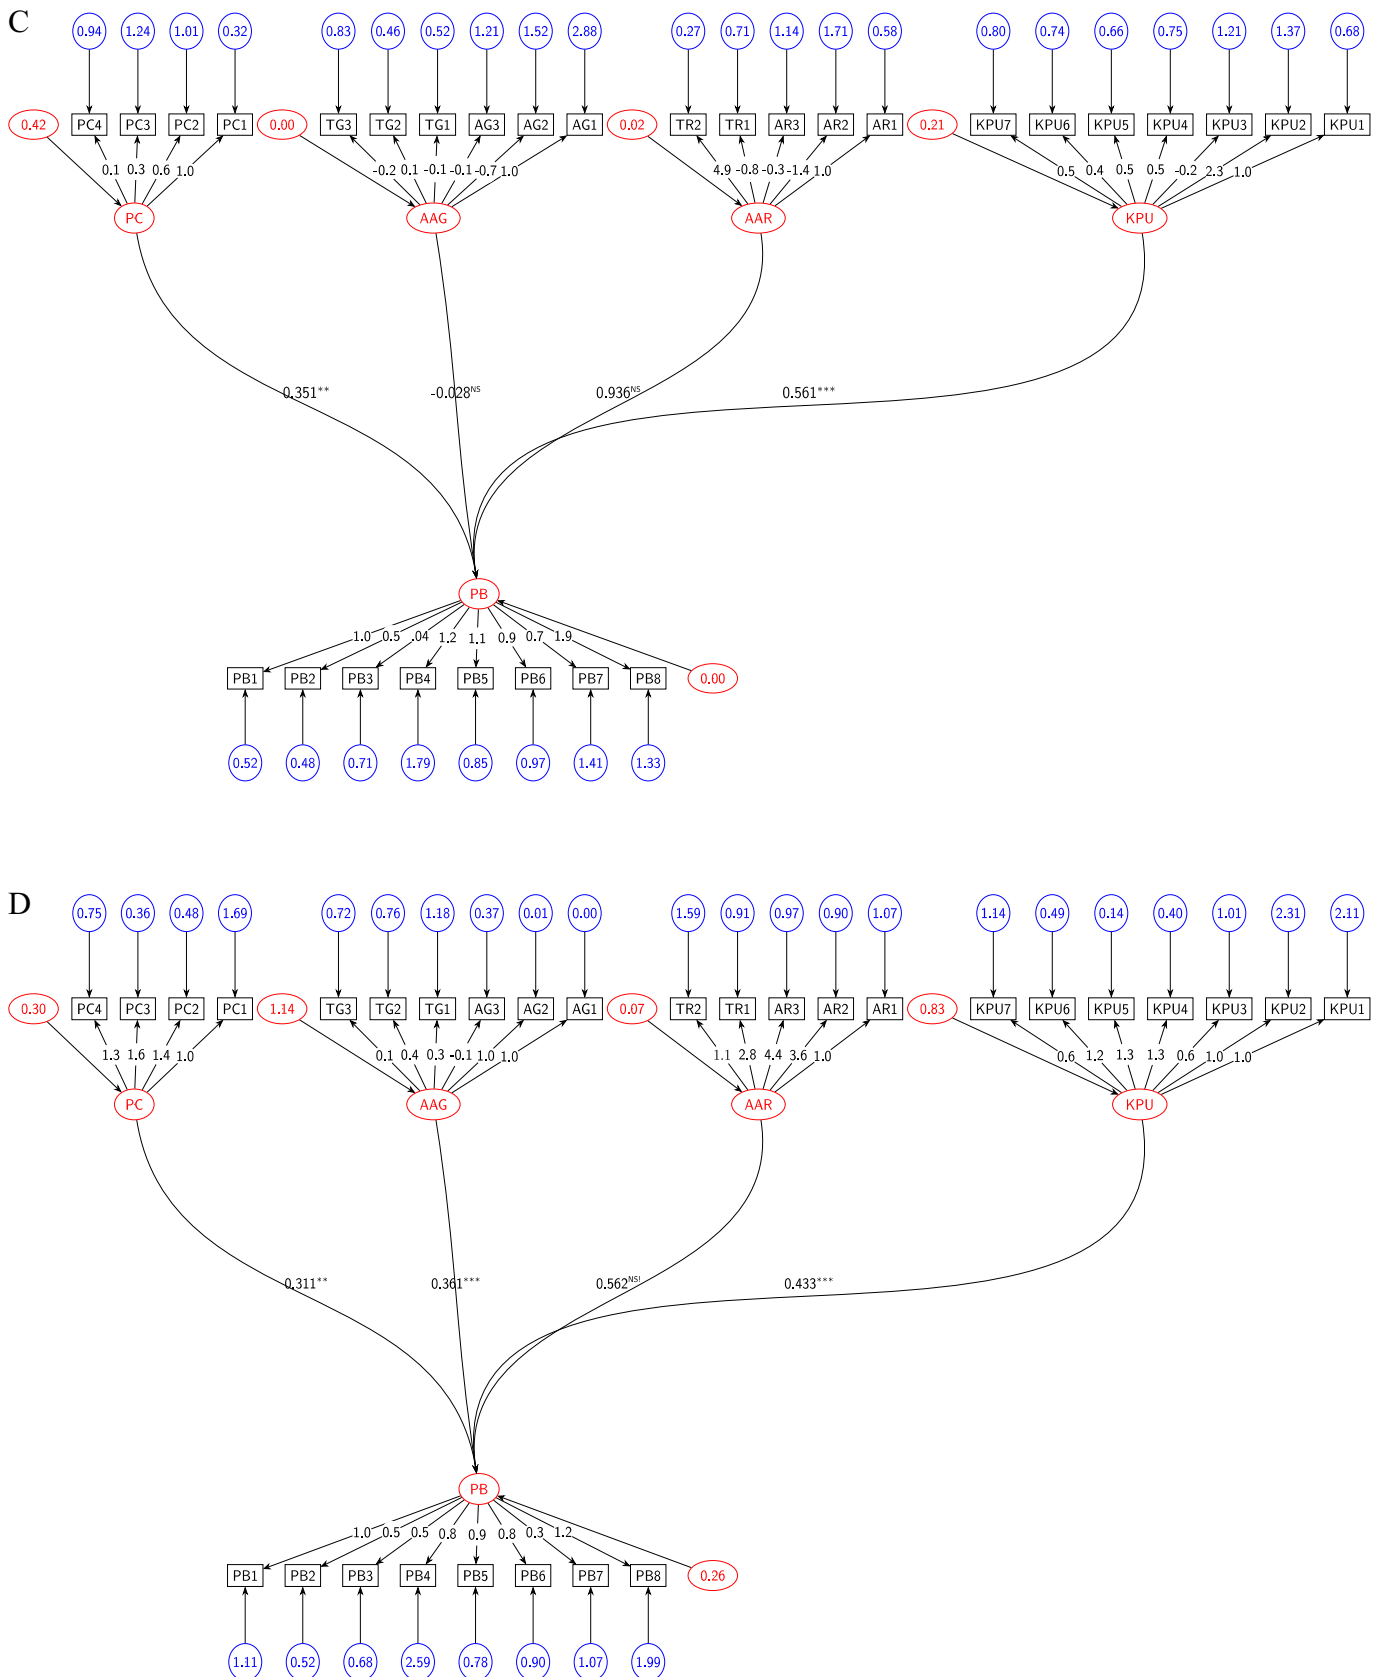 C
0.94 1.24 1.01 0.32 0.83 0.46 0.52 1.21 1.52 2.88 0.27 0.71 1.14 1.71 0.58 0.80 0.74 0.66 0.75 1.21 1.37 0.68
0.42 PC4 PC3 PC2 PC1 0.00 TG3 TG2 TG1 AG3 AG2 AG1 0.02 TR2 TR1 AR3 AR2 AR1 0.21 KPU7 KPU6 KPU5 KPU4 KPU3 KPU2 KPU1
0.1 0.3 0.6 1.0 -0.2 0.1 -0.1 -0.1 -0.7 1.0 4.9 -0.8 -0.3 -1.4 1.0 0.5 0.4 0.5 0.5 -0.2 2.3 1.0
PC AAG AAR KPU
0.351** -0.028NS 0.936NS 0.561***
PB
1.0 0.5 .04 1.2 1.1 0.9 0.7 1.9
PB1 PB2 PB3 PB4 PB5 PB6 PB7 PB8 0.00
0.52 0.48 0.71 1.79 0.85 0.97 1.41 1.33
D
0.75 0.36 0.48 1.69 0.72 0.76 1.18 0.37 0.01 0.00 1.59 0.91 0.97 0.90 1.07 1.14 0.49 0.14 0.40 1.01 2.31 2.11
0.30 PC4 PC3 PC2 PC1 1.14 TG3 TG2 TG1 AG3 AG2 AG1 0.07 TR2 TR1 AR3 AR2 AR1 0.83 KPU7 KPU6 KPU5 KPU4 KPU3 KPU2 KPU1
1.3 1.6 1.4 1.0 0.1 0.4 0.3 -0.1 1.0 1.0 1.1 2.8 4.4 3.6 1.0 0.6 1.2 1.3 1.3 0.6 1.0 1.0
PC AAG AAR KPU
0.311** 0.361*** 0.562NS! 0.433***
PB
1.0 0.5 0.5 0.8 0.9 0.8 0.3 1.2
PB1 PB2 PB3 PB4 PB5 PB6 PB7 PB8 0.26
1.11 0.52 0.68 2.59 0.78 0.90 1.07 1.99